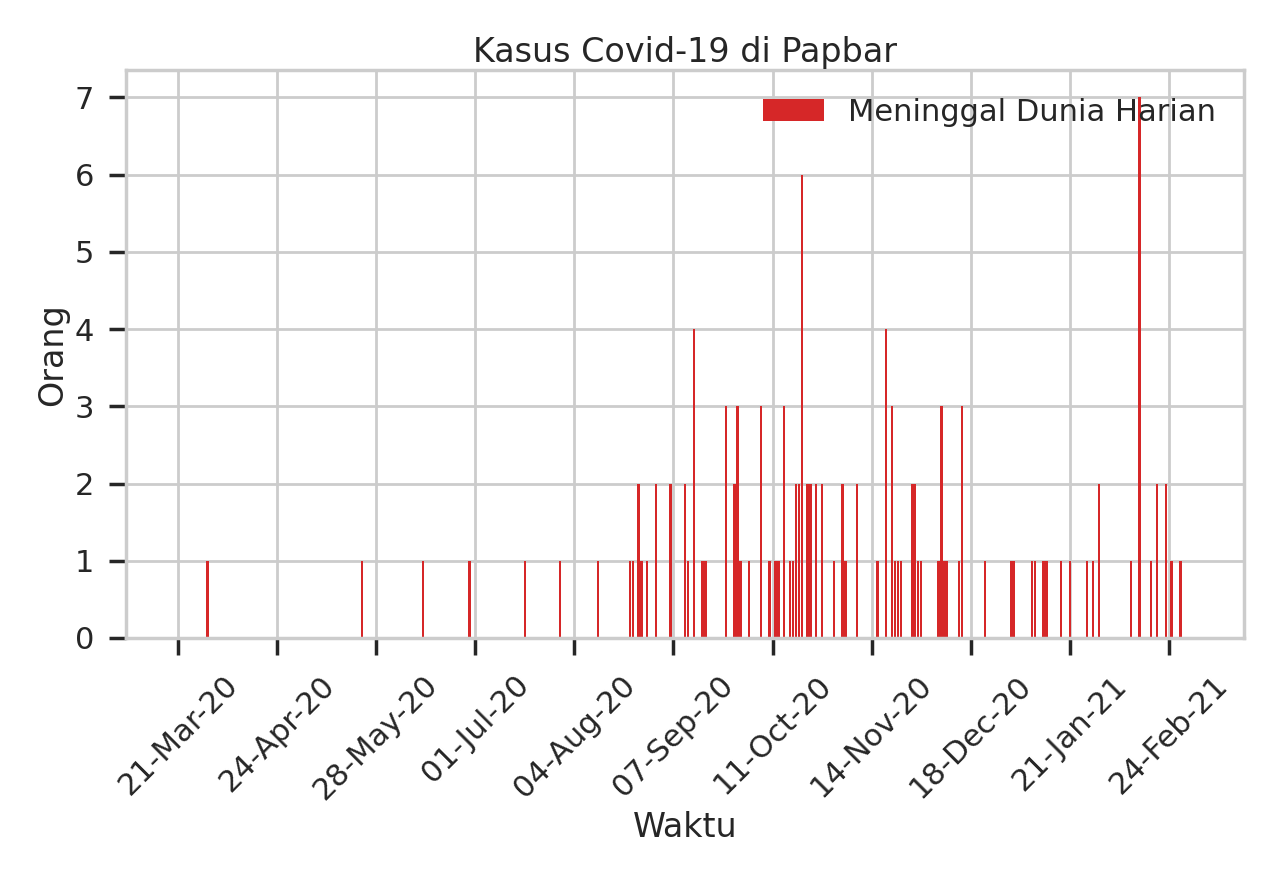 Kasus Covid-19 di Papbar
Meninggal Dunia Harian
Orang
7
6
5
4
3
2
1
0
21-Mar-20
24-Apr-20
28-May-20
01-Jul-20
04-Aug-20
07-Sep-20
11-Oct-20
14-Nov-20
18-Dec-20
21-Jan-21
24-Feb-21
Waktu